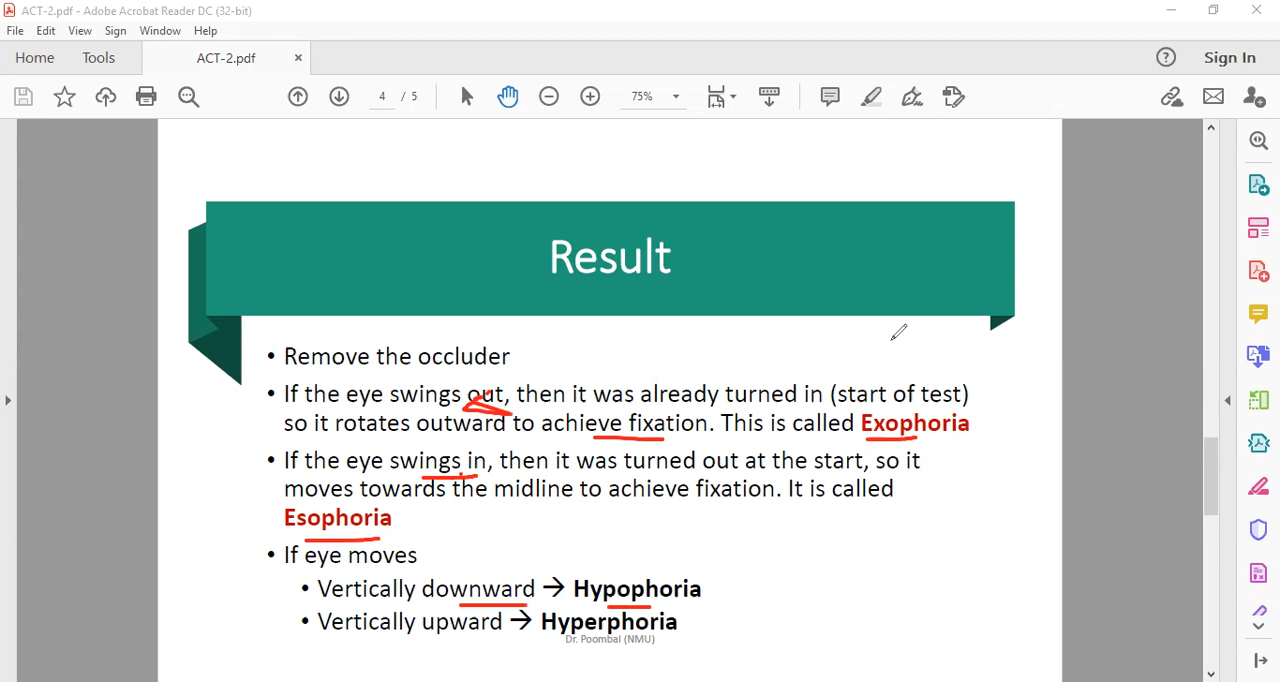 ACT-2.pdf - Adobe Acrobat Reader DC (32-bit)
File Edit View Sign Window Help
Home Tools ACT-2.pdf × Sign In
4 / 5 75%
Result
• Remove the occluder
• If the eye swings out, then it was already turned in (start of test)
so it rotates outward to achieve fixation. This is called Exophoria
• If the eye swings in, then it was turned out at the start, so it
moves towards the midline to achieve fixation. It is called
Esophoria
• If eye moves
• Vertically downward → Hypophoria
• Vertically upward → Hyperphoria
Dr. Poombal (NMU)